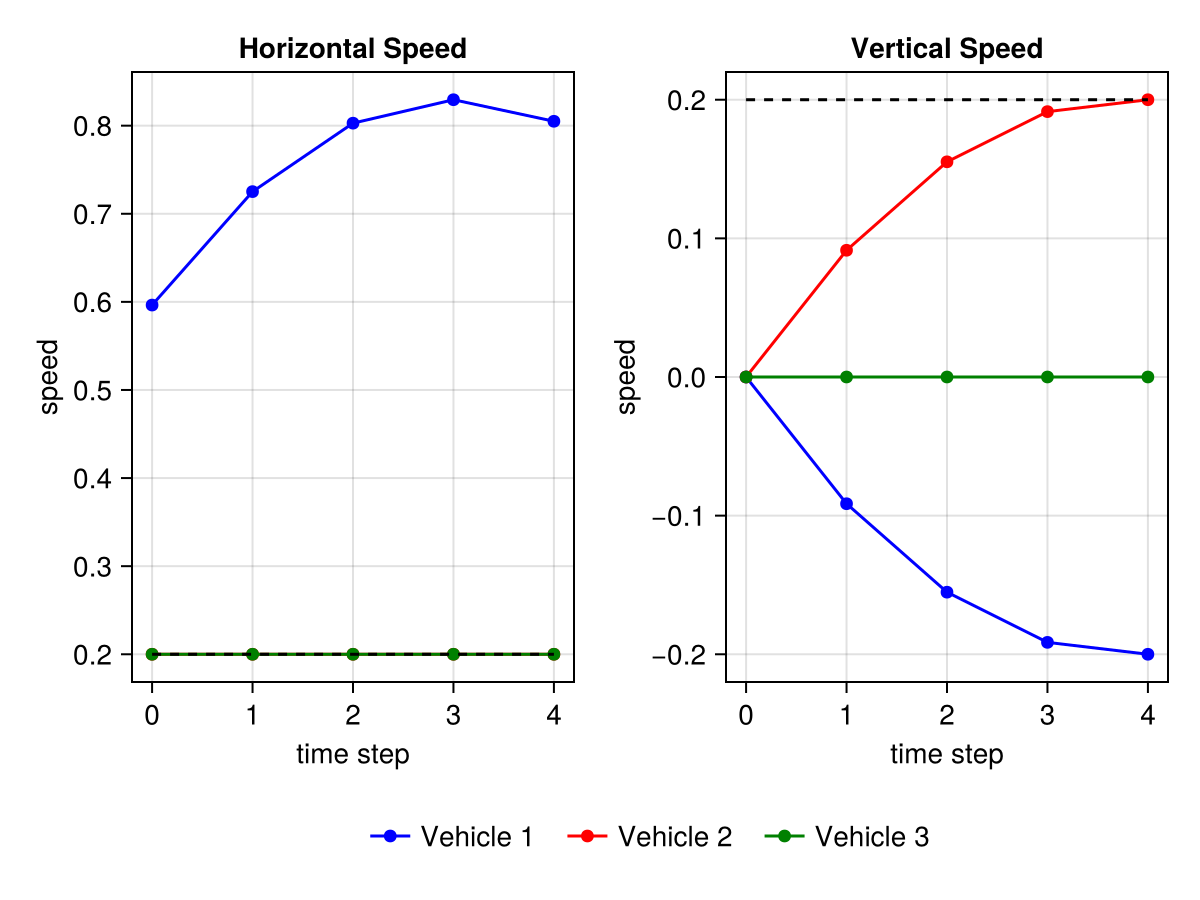 Horizontal Speed
speed
0.8
0.7
0.6
0.5
0.4
0.3
0.2
0
1
2
3
4
time step
Vertical Speed
speed
0.2
0.1
0.0
−0.1
−0.2
0
1
2
3
4
time step
Vehicle 1
Vehicle 2
Vehicle 3